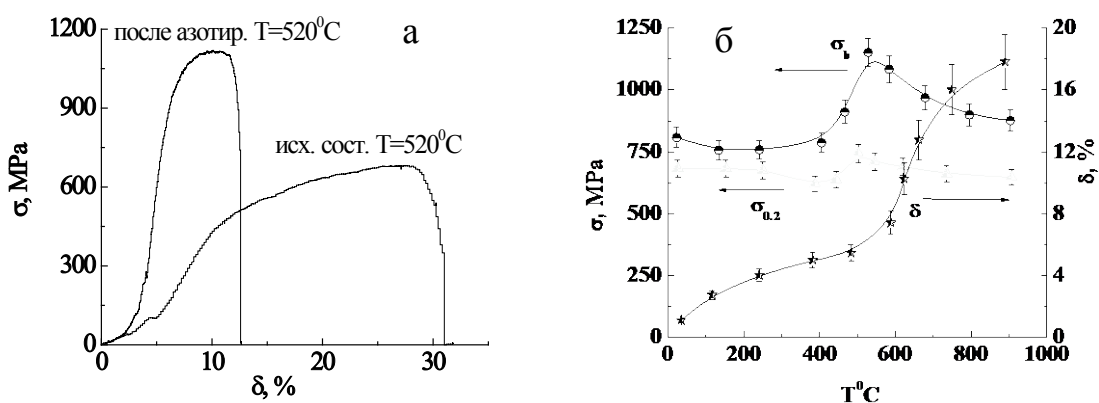 а
после азотир. T=520⁰C
исх. сост. T=520⁰C
σ, MPa
1200
900
600
300
0
0 10 20 30
δ, %
б
σb
σ0.2
δ
σ, MPa
1250
1000
750
500
250
0
0 200 400 600 800 1000
T⁰C
20
16
12
8
4
0
δ, %